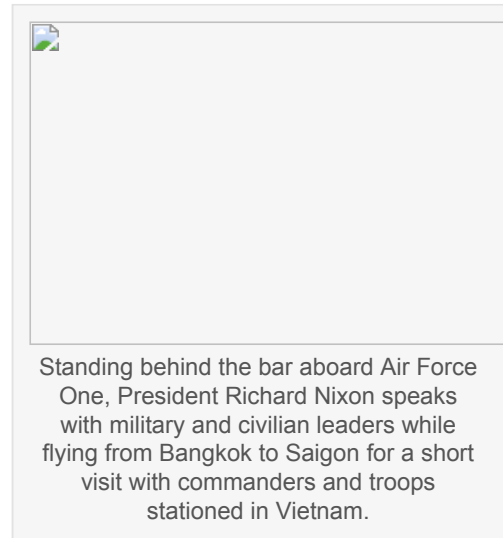 Standing behind the bar aboard Air Force
One, President Richard Nixon speaks
with military and civilian leaders while
flying from Bangkok to Saigon for a short
visit with commanders and troops
stationed in Vietnam.